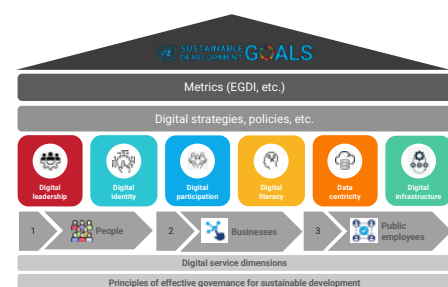 SUSTAINABLE
DEVELOPMENT GOALS
Metrics (EGDI, etc.)
Digital strategies, policies, etc.
Digital
leadership
Digital
Identity
Digital
participation
Digital
literacy
Data
centricity
Digital
infrastructure
1 People
2 Businesses
3 Public
employees
Digital service dimensions
Principles of effective governance for sustainable development